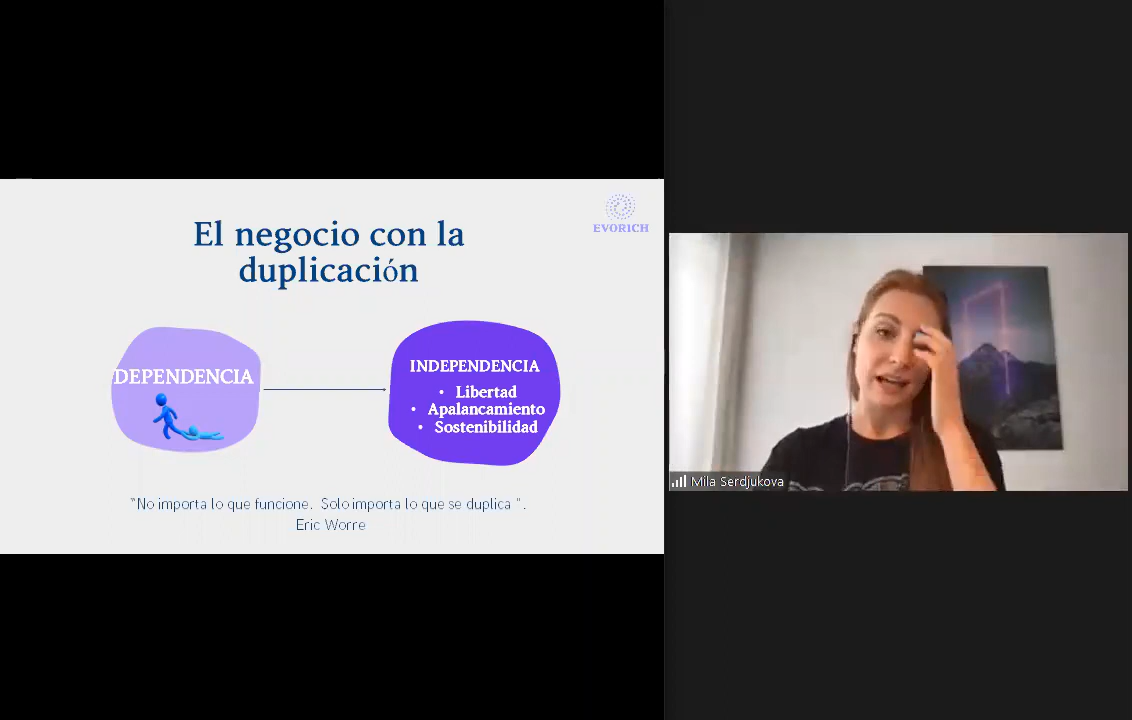 El negocio con la
duplicación
EVORICH
DEPENDENCIA
INDEPENDENCIA
• Libertad
• Apalancamiento
• Sostenibilidad
“No importa lo que funcione. Solo importa lo que se duplica ”.
Eric Worre
Mila Serdjukova